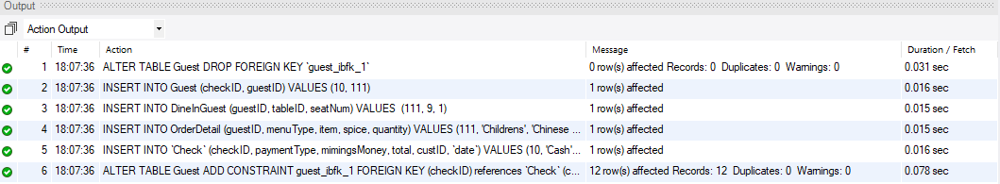 Output
Action Output
# Time Action Message Duration / Fetch
1 18:07:36 ALTER TABLE Guest DROP FOREIGN KEY `guest_ibfk_1` 0 row(s) affected Records: 0 Duplicates: 0 Warnings: 0 0.031 sec
2 18:07:36 INSERT INTO Guest (checkID, guestID) VALUES (10, 111) 1 row(s) affected 0.016 sec
3 18:07:36 INSERT INTO DineInGuest (guestID, tableID, seatNum) VALUES (111, 9, 1) 1 row(s) affected 0.015 sec
4 18:07:36 INSERT INTO OrderDetail (guestID, menuType, item, spice, quantity) VALUES (111, 'Childrens', 'Chinese ... 1 row(s) affected 0.015 sec
5 18:07:36 INSERT INTO `Check` (checkID, paymentType, mimingsMoney, total, custID, `date`) VALUES (10, 'Cash'... 1 row(s) affected 0.016 sec
6 18:07:36 ALTER TABLE Guest ADD CONSTRAINT guest_ibfk_1 FOREIGN KEY (checkID) references `Check` (c... 12 row(s) affected Records: 12 Duplicates: 0 Warnings: 0 0.078 sec